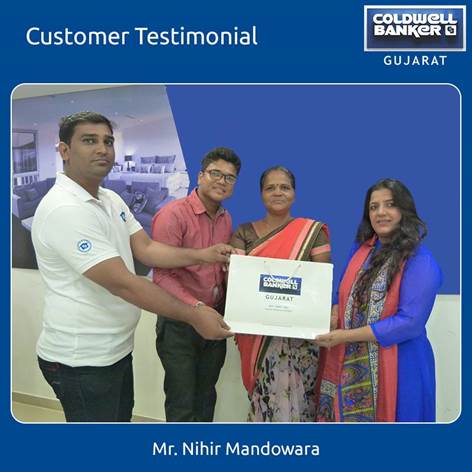 Customer Testimonial
COLDWELL
BANKER
GUJARAT
COLDWELL
BANKER
GUJARAT
Mr. Nihir Mandowara